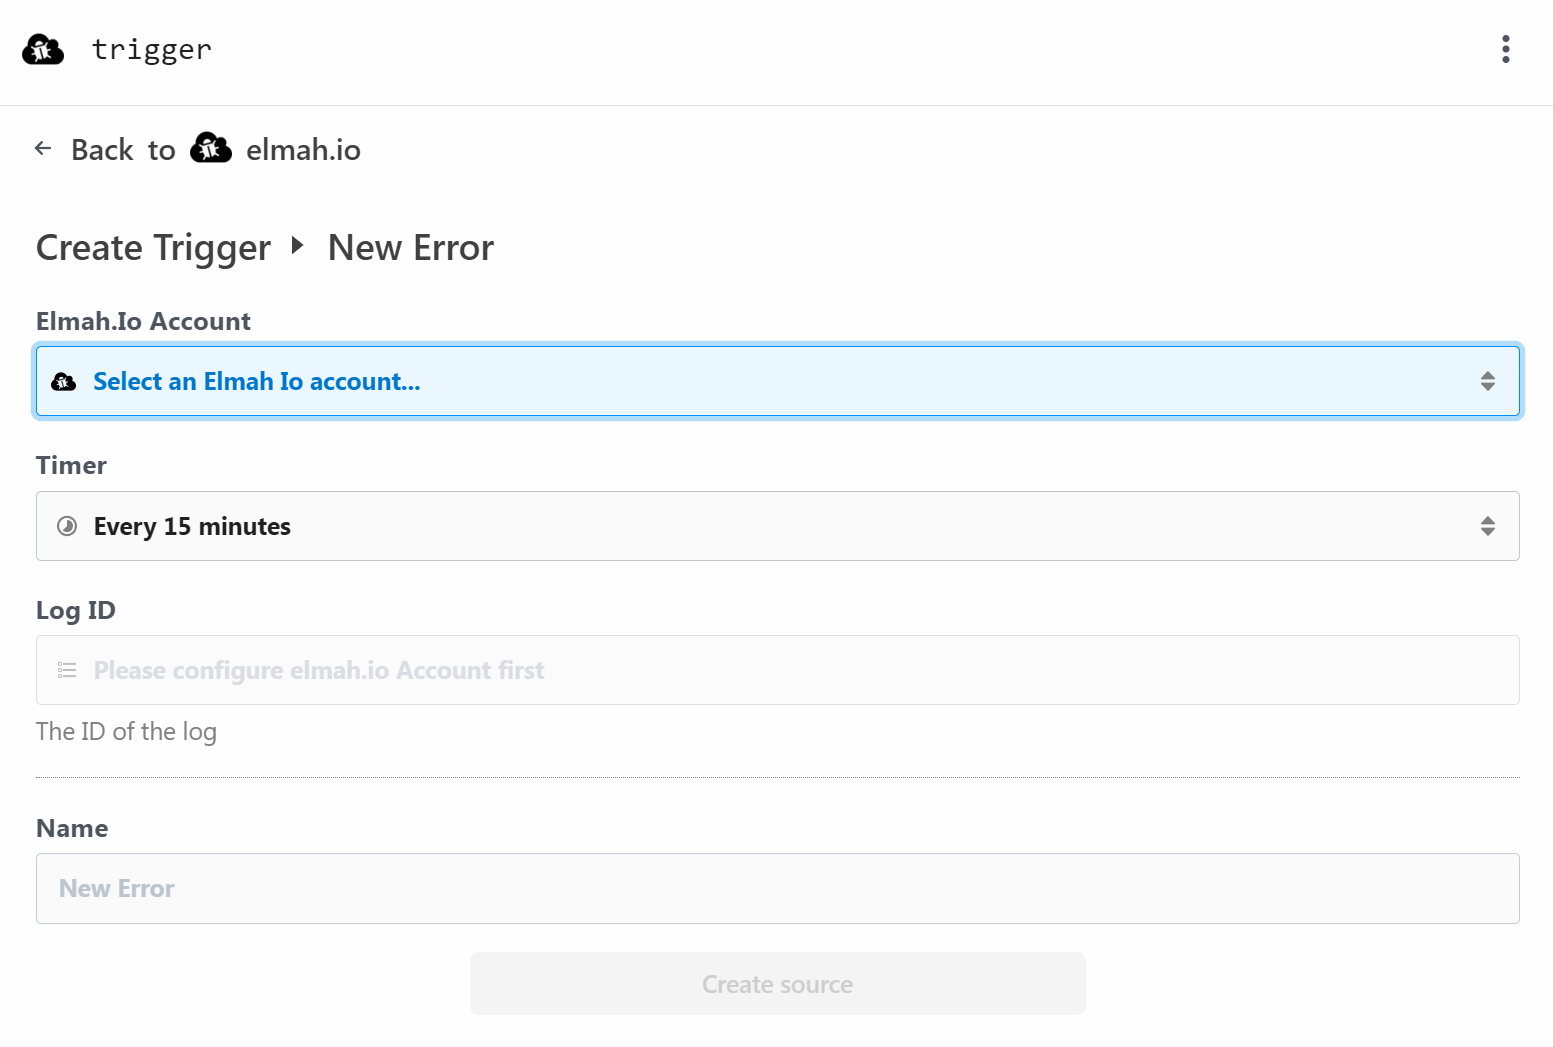 trigger
Back to elmah.io
Create Trigger New Error
Elmah.Io Account
Select an Elmah Io account...
Timer
Every 15 minutes
Log ID
Please configure elmah.io Account first
The ID of the log
Name
New Error
Create source